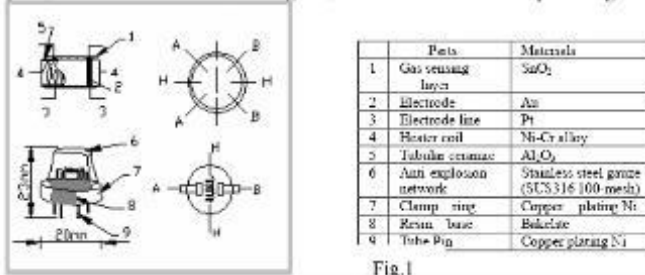 5
1
A
B
4
4
H
H
2
3
3
A
B
6
H
7
A
B
8
H
9
20mm
Parts Materials
1 Gas sensing layer SnO₂
2 Electrode Au
3 Electrode line Pt
4 Heater coil Ni-Cr alloy
5 Tubular ceramic Al₂O₃
6 Anti explosion network Stainless steel gauze (SUS316 100-mesh)
7 Clamp ring Copper plating Ni
8 Resin base Bakelite
9 Tube Pin Copper plating Ni
Fig.1